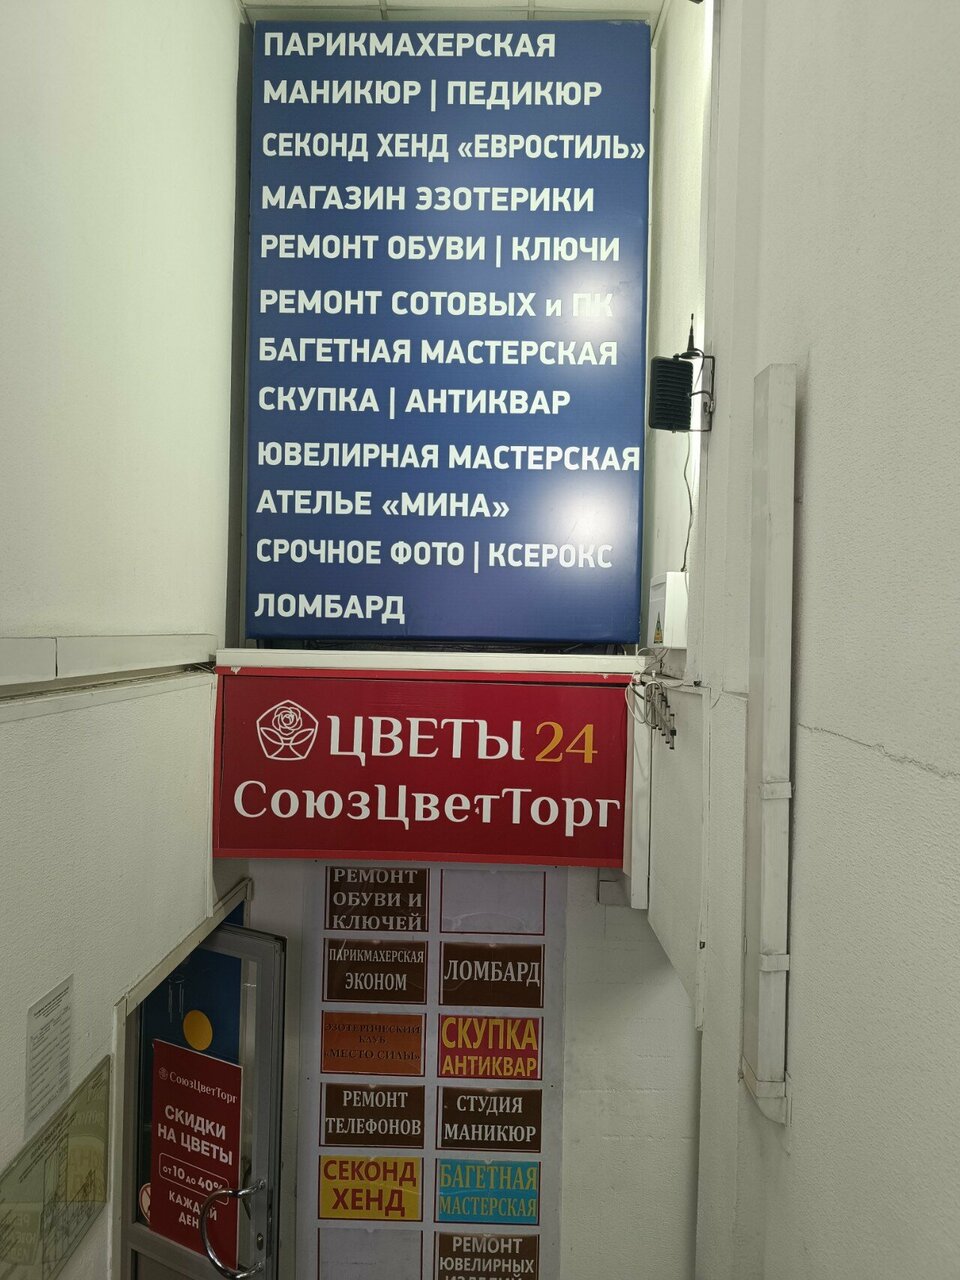 ПАРИКМАХЕРСКАЯ
МАНИКЮР | ПЕДИКЮР
СЕКОНД ХЕНД «ЕВРОСТИЛЬ»
МАГАЗИН ЭЗОТЕРИКИ
РЕМОНТ ОБУВИ | КЛЮЧИ
РЕМОНТ СОТОВЫХ и ПК
БАГЕТНАЯ МАСТЕРСКАЯ
СКУПКА | АНТИКВАР
ЮВЕЛИРНАЯ МАСТЕРСКАЯ
АТЕЛЬЕ «МИНА»
СРОЧНОЕ ФОТО | КСЕРОКС
ЛОМБАРД
ЦВЕТЫ 24
СоюзЦветТорг
РЕМОНТ
ОБУВИ И
КЛЮЧЕЙ
ПАРИКМАХЕРСКАЯ
ЭКОНОМ
ЛОМБАРД
ЭЗОТЕРИЧЕСКИЙ
КЛУБ
«МЕСТО СИЛЫ»
СКУПКА
АНТИКВАР
РЕМОНТ
ТЕЛЕФОНОВ
СТУДИЯ
МАНИКЮР
СЕКОНД
ХЕНД
БАГЕТНАЯ
МАСТЕРСКАЯ
РЕМОНТ
ЮВЕЛИРНЫХ
ИЗДЕЛИЙ
СоюзЦветТорг
СКИДКИ
НА ЦВЕТЫ
от 10 до 40%
КАЖДЫЙ
ДЕНЬ